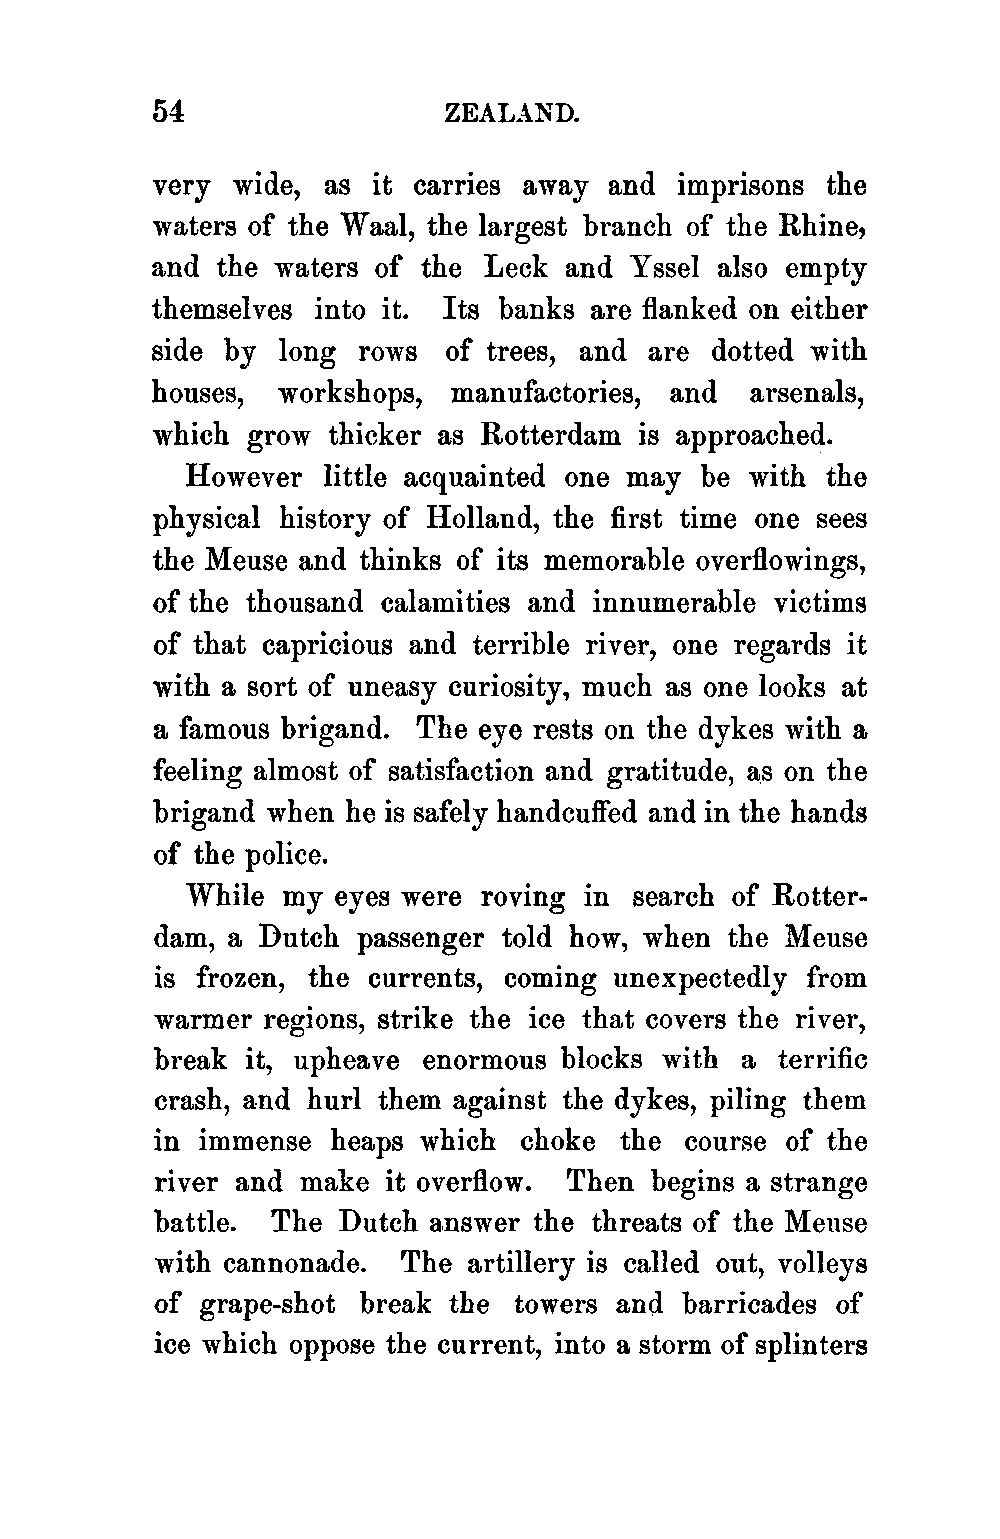 54 ZEALAND.
very wide, as it carries away and imprisons the
waters of the Waal, the largest branch of the Rhine,
and the waters of the Leck and Yssel also empty
themselves into it. Its banks are flanked on either
side by long rows of trees, and are dotted with
houses, workshops, manufactories, and arsenals,
which grow thicker as Rotterdam is approached.
However little acquainted one may be with the
physical history of Holland, the first time one sees
the Meuse and thinks of its memorable overflowings,
of the thousand calamities and innumerable victims
of that capricious and terrible river, one regards it
with a sort of uneasy curiosity, much as one looks at
a famous brigand. The eye rests on the dykes with a
feeling almost of satisfaction and gratitude, as on the
brigand when he is safely handcuffed and in the hands
of the police.
While my eyes were roving in search of Rotter-
dam, a Dutch passenger told how, when the Meuse
is frozen, the currents, coming unexpectedly from
warmer regions, strike the ice that covers the river,
break it, upheave enormous blocks with a terrific
crash, and hurl them against the dykes, piling them
in immense heaps which choke the course of the
river and make it overflow. Then begins a strange
battle. The Dutch answer the threats of the Meuse
with cannonade. The artillery is called out, volleys
of grape-shot break the towers and barricades of
ice which oppose the current, into a storm of splinters